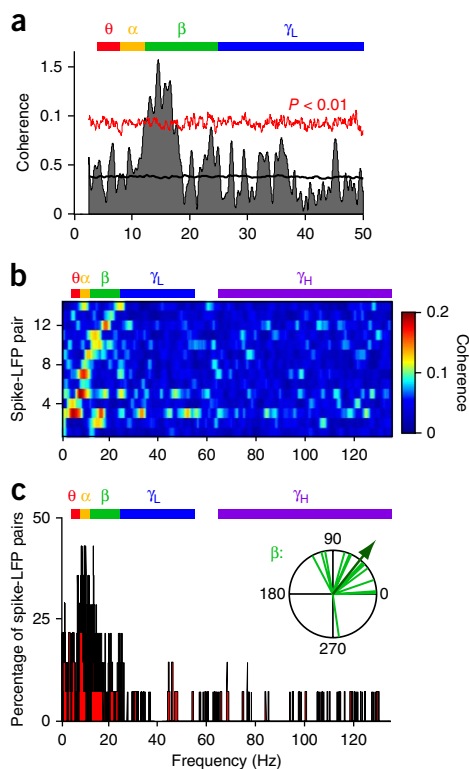 a
θ α β γL
Coherence
1.5
0.1
0.5
0
P < 0.01
0 10 20 30 40 50
b
θ α β γL γH
Spike-LFP pair
12
8
4
0 20 40 60 80 100 120
0.2
0.1
0
Coherence
c
θ α β γL γH
Percentage of spike-LFP pairs
50
25
0
β:
90
180
0
270
0 20 40 60 80 100 120
Frequency (Hz)